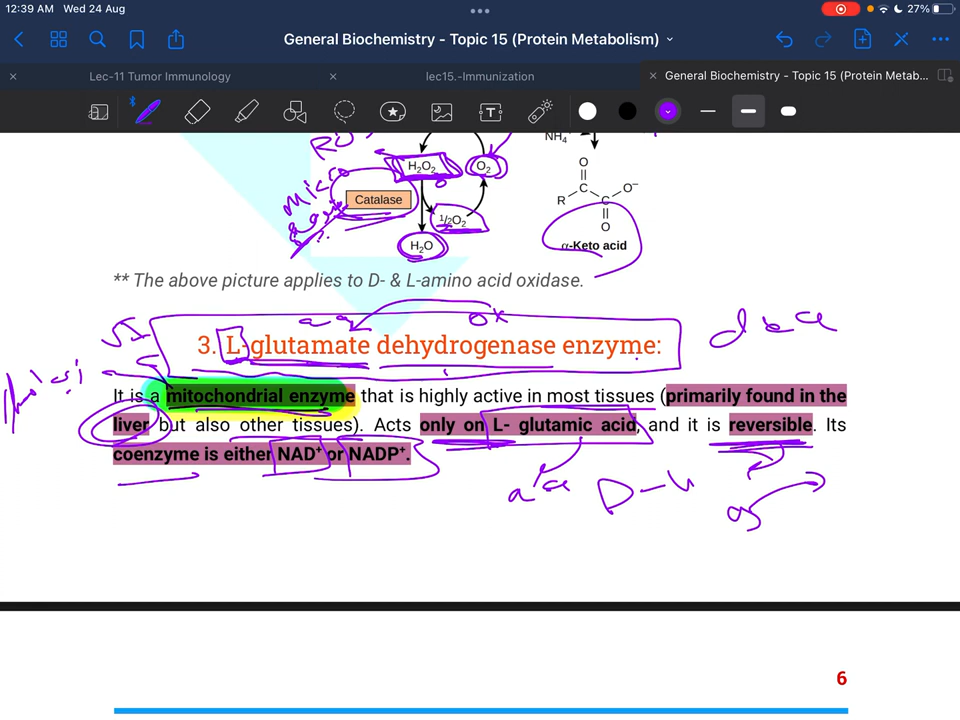 12:39 AM Wed 24 Aug
27%
General Biochemistry - Topic 15 (Protein Metabolism)
Lec-11 Tumor Immunology
lec15.-Immunization
General Biochemistry - Topic 15 (Protein Metab...
H₂O₂
O₂
NH₄⁺
Catalase
½O₂
H₂O
O
C
O⁻
R
C
O
α-Keto acid
** The above picture applies to D- & L-amino acid oxidase.
3. L-glutamate dehydrogenase enzyme:
It is a mitochondrial enzyme that is highly active in most tissues (primarily found in the
liver but also other tissues). Acts only on L- glutamic acid, and it is reversible. Its
coenzyme is either NAD⁺ or NADP⁺.
6